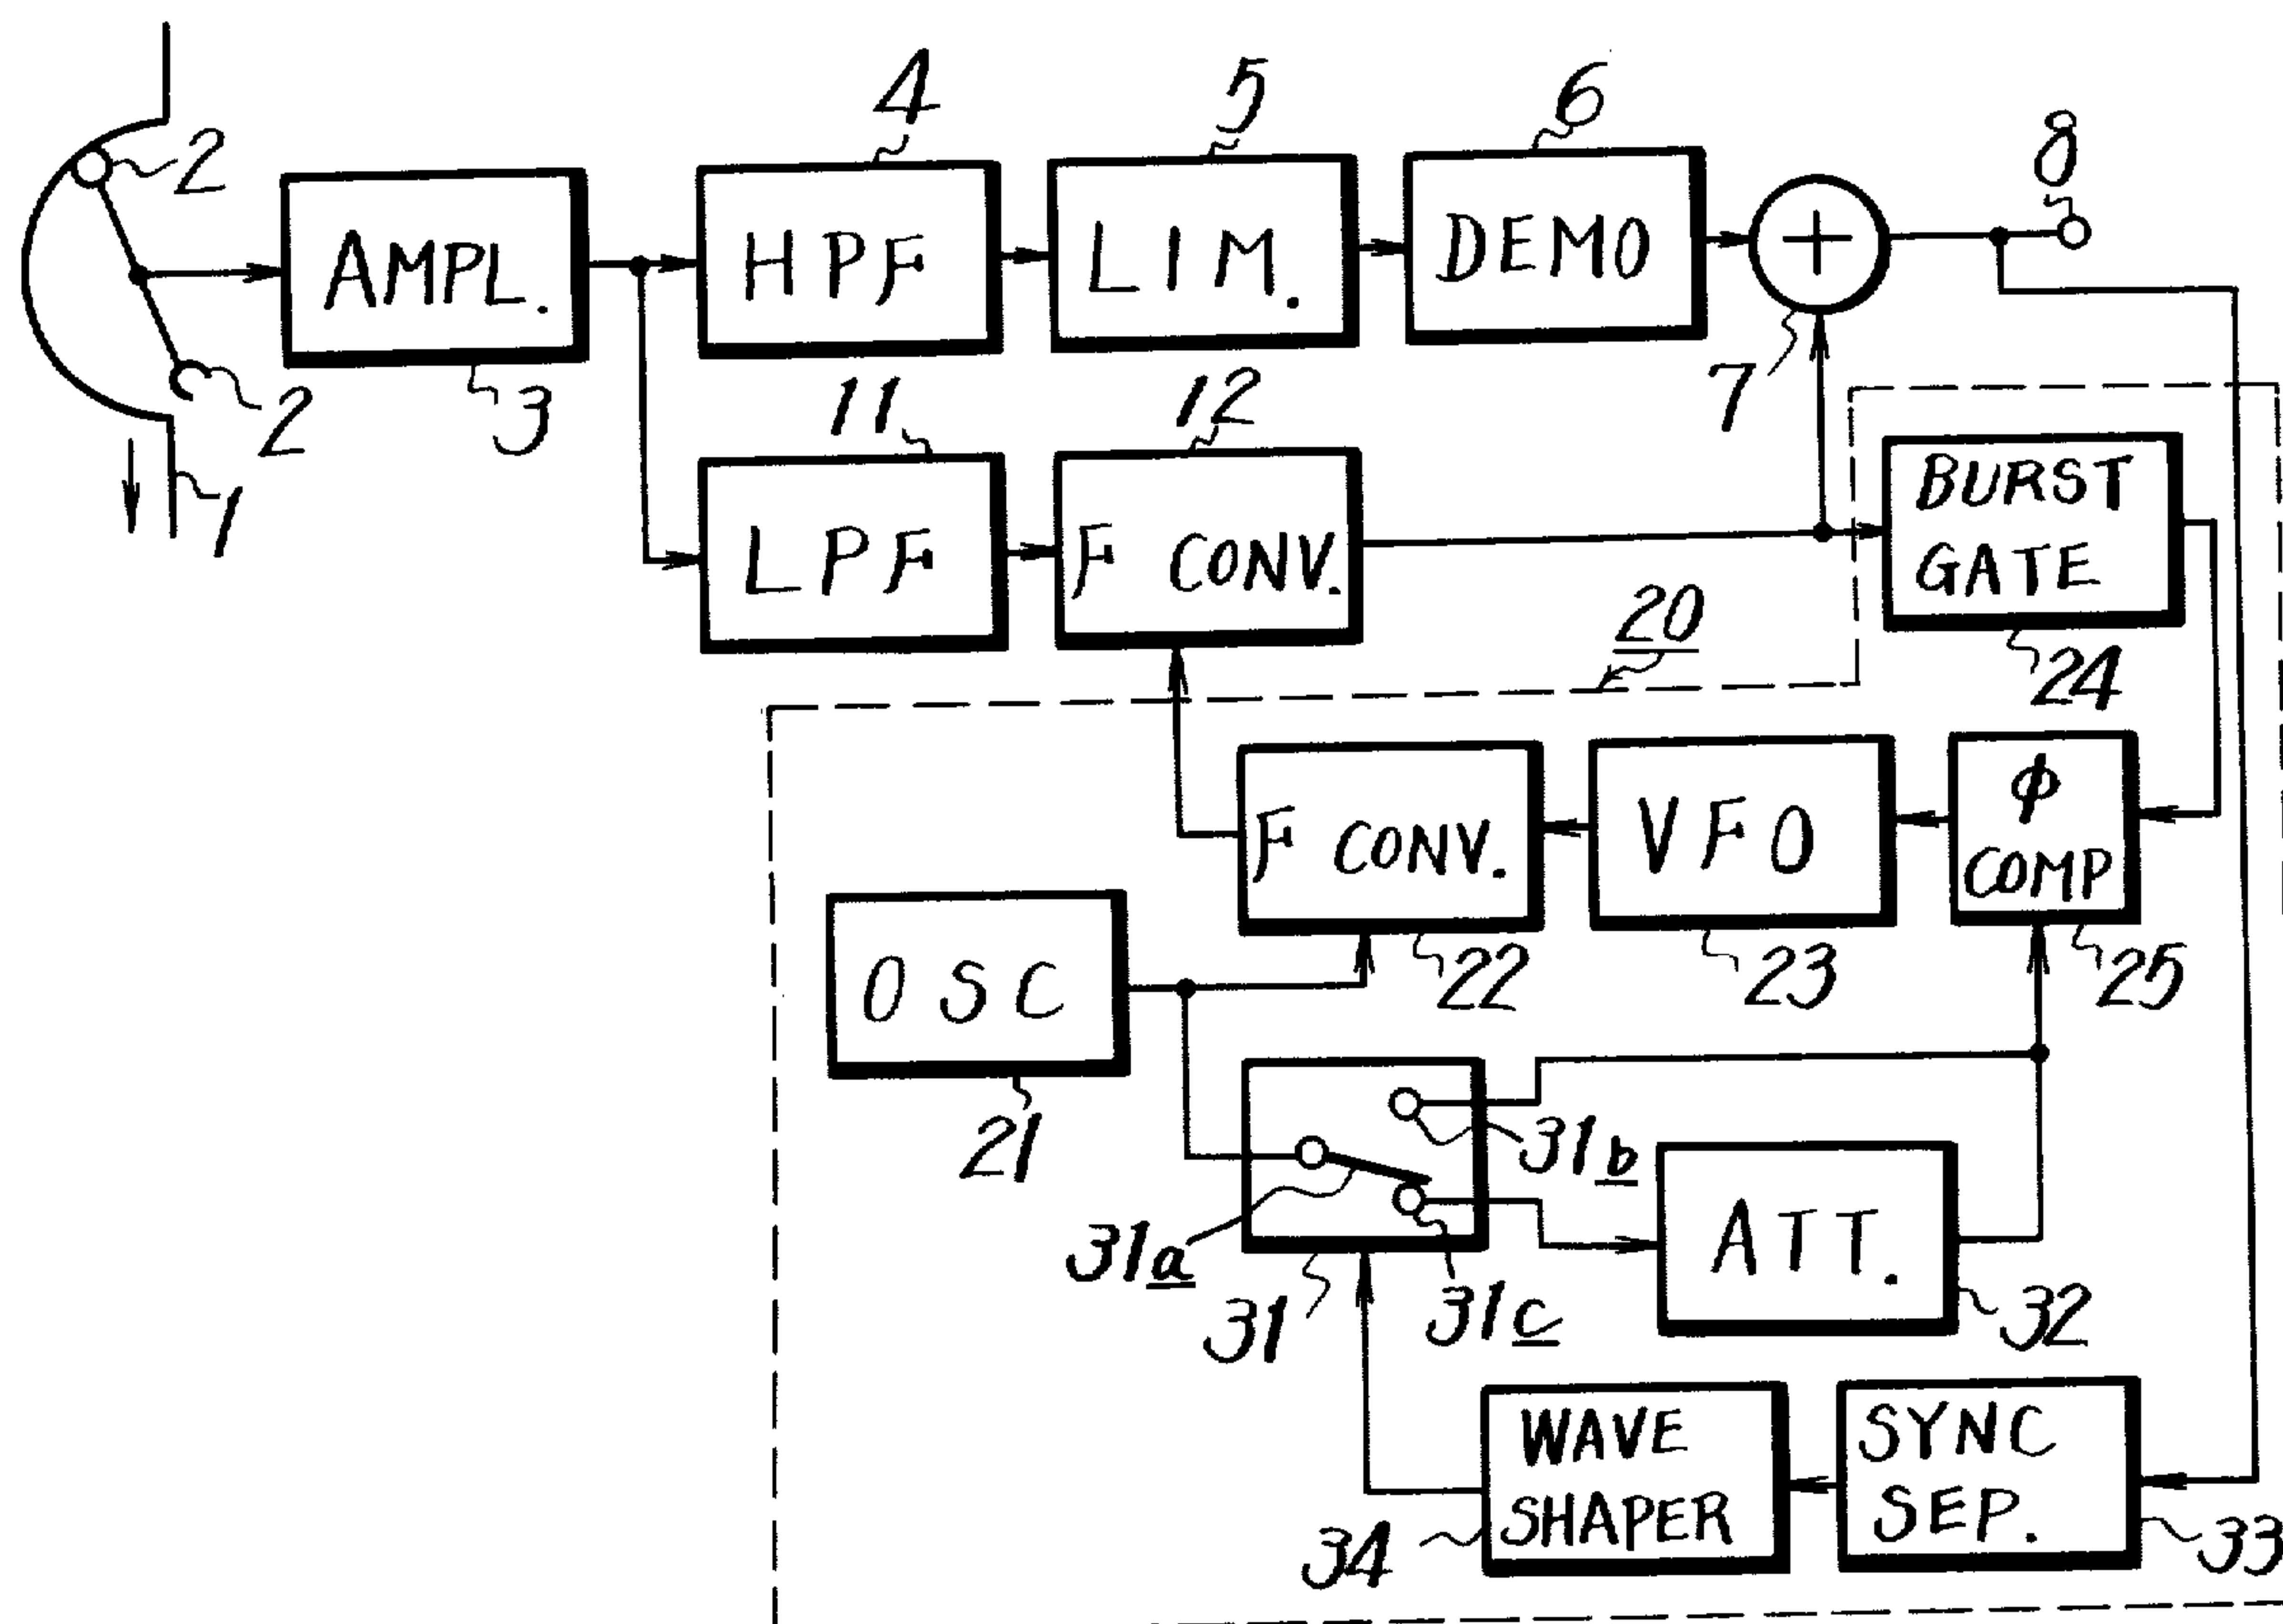 4
5
6
8
2
AMPL.
HPF
LIM.
DEMO
+
2
3
7
1
11
12
LPF
F CONV.
BURST
GATE
20
24
F CONV.
VFO
φ
COMP
OSC
22
23
25
21
31b
31a
31
31c
ATT.
32
WAVE
SHAPER
SYNC
SEP.
34
33